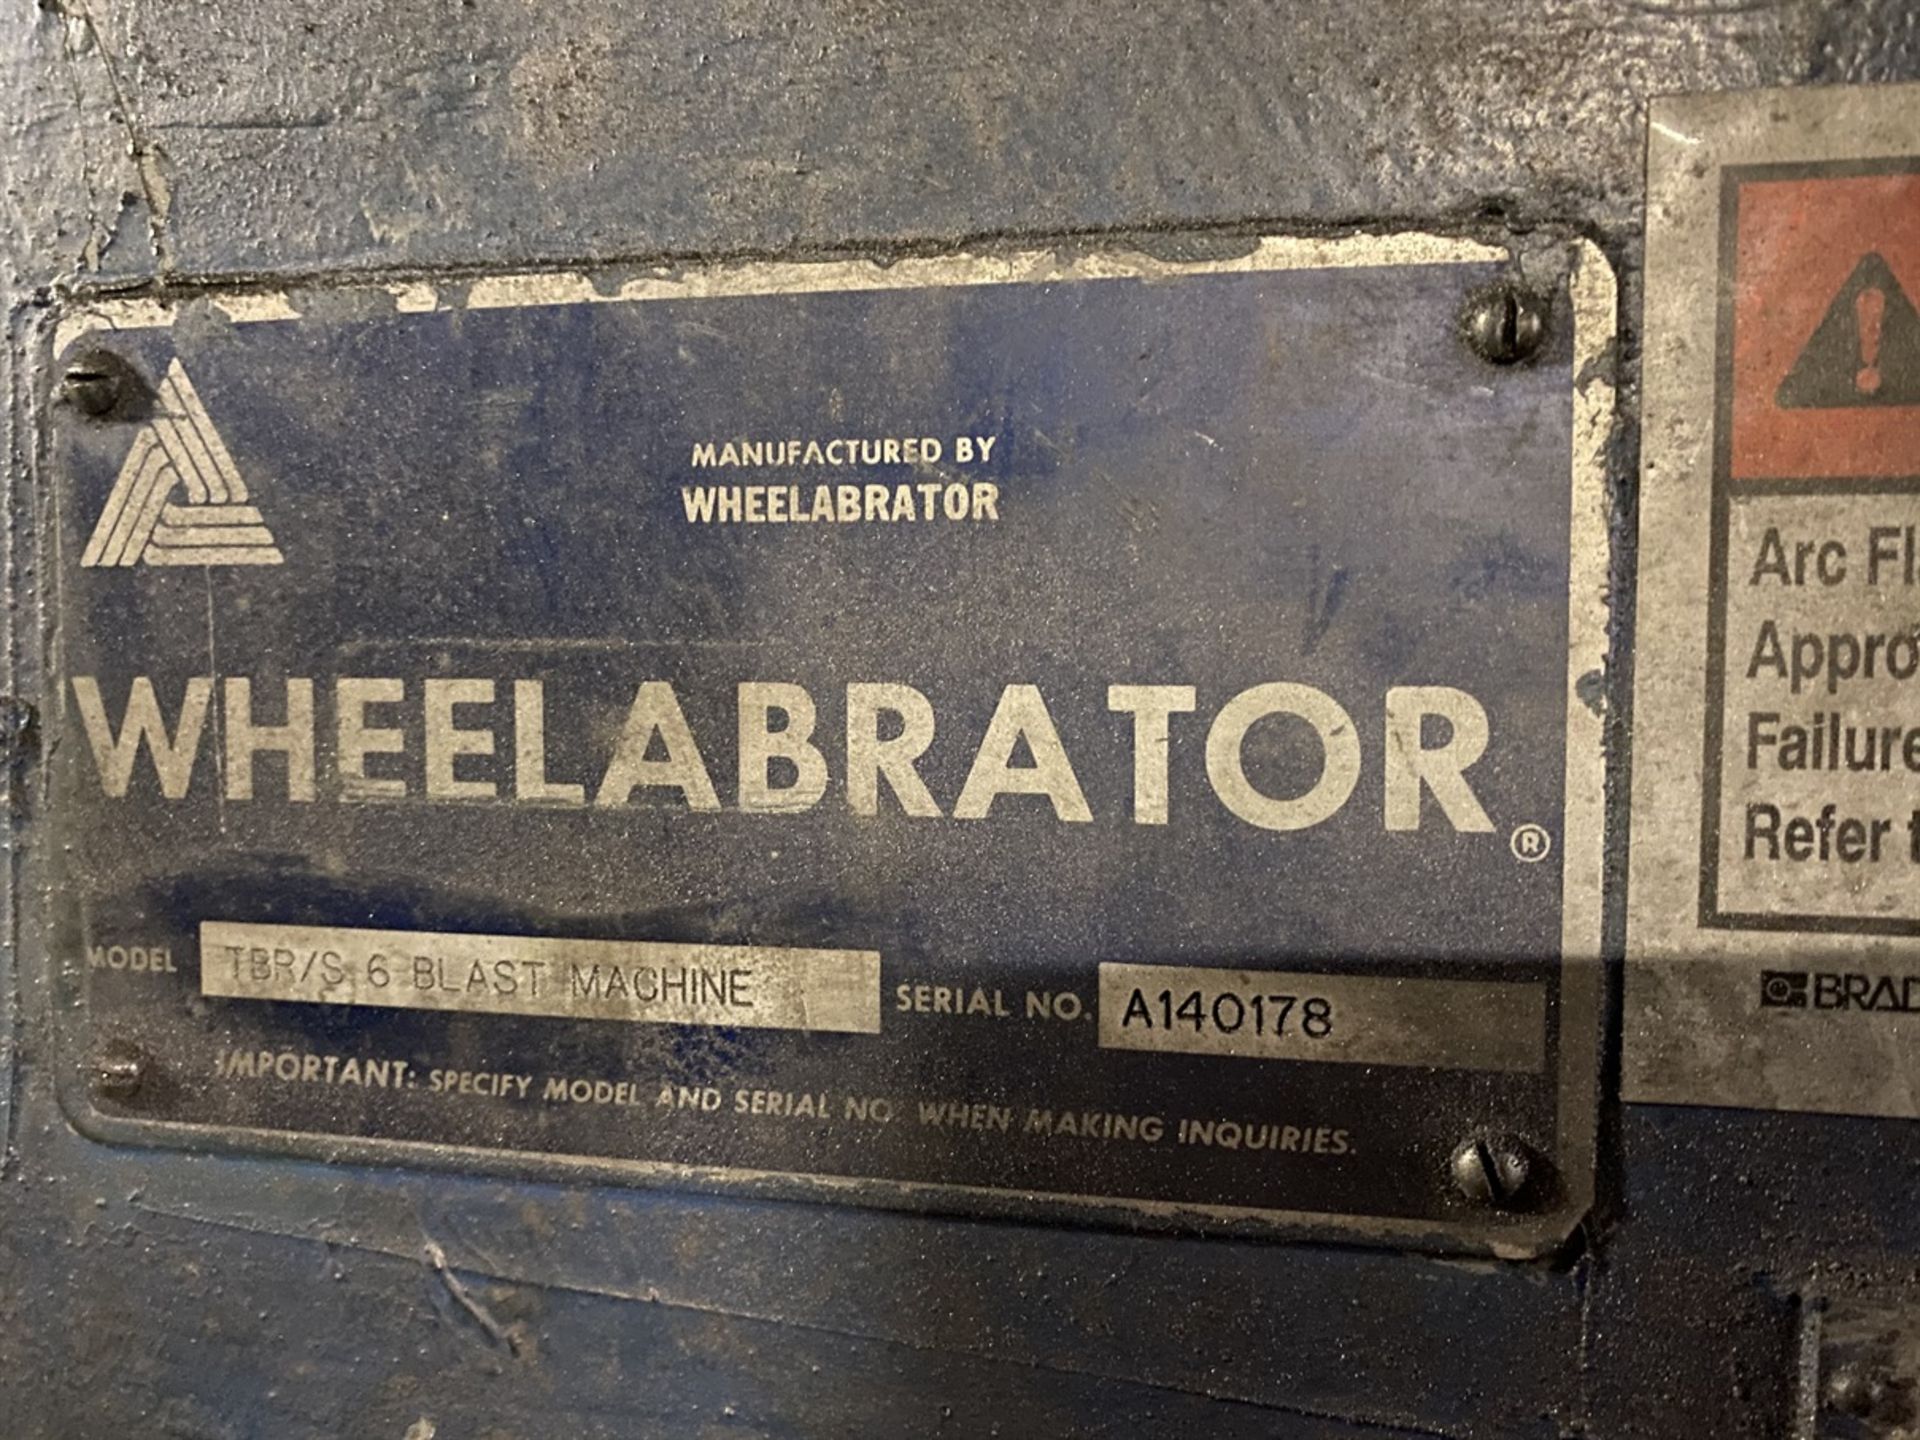 MANUFACTURED BY
WHEELABRATOR
WHEELABRATOR®
MODEL TBR/S 6 BLAST MACHINE SERIAL NO. A140178
IMPORTANT: SPECIFY MODEL AND SERIAL NO. WHEN MAKING INQUIRIES.
Arc Fl
Appro
Failure
Refer t
BRAD